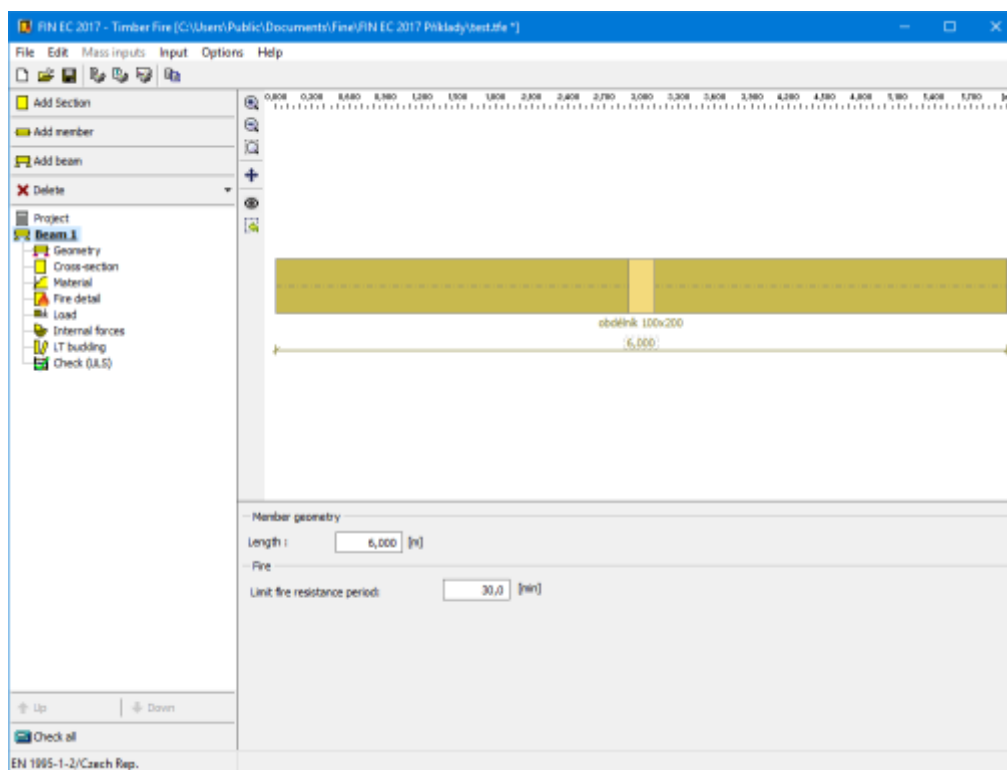 FIN EC 2017 - Timber Fire [C:\Users\Public\Documents\Fine\FIN EC 2017 Příklady\test.tfe *]
File Edit Mass inputs Input Options Help
Add Section
Add member
Add beam
Delete
Project
Beam 1
Geometry
Cross-section
Material
Fire detail
Load
Internal forces
LT buckling
Check (ULS)
obdélník 100x200
6,000
Member geometry
Length : 6,000 [m]
Fire
Limit fire resistance period: 30,0 [min]
Up Down
Check all
EN 1995-1-2/Czech Rep.